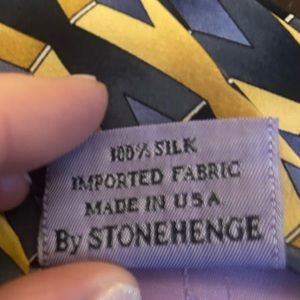 100% SILK
IMPORTED FABRIC
MADE IN U.S.A
By STONEHENGE